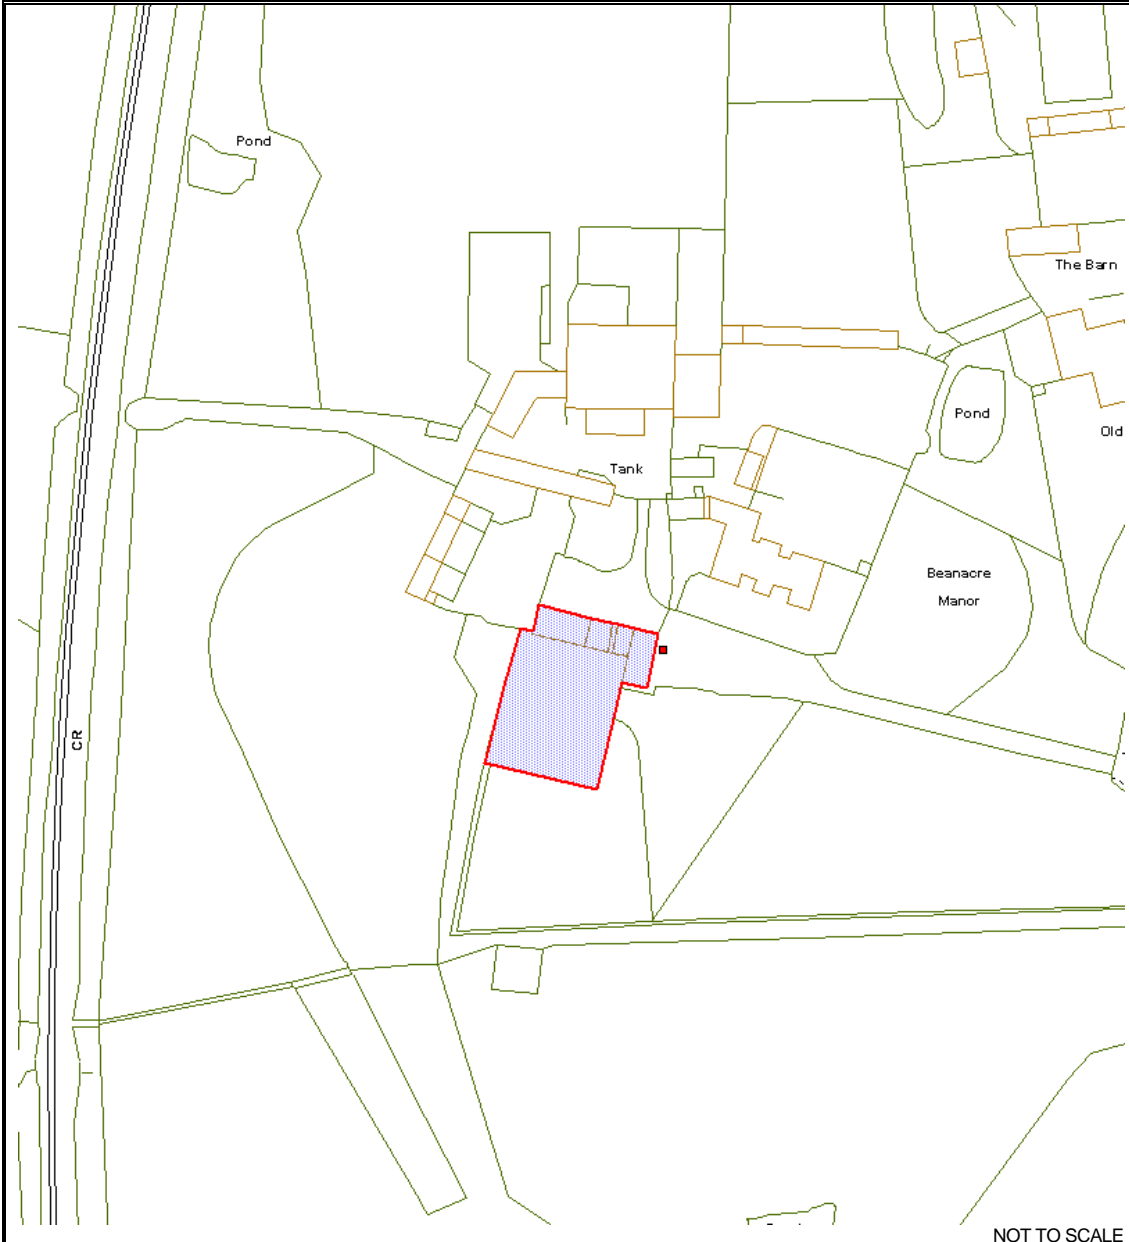 Pond
The Barn
Pond
Old
Tank
Beanacre
Manor
CR
NOT TO SCALE